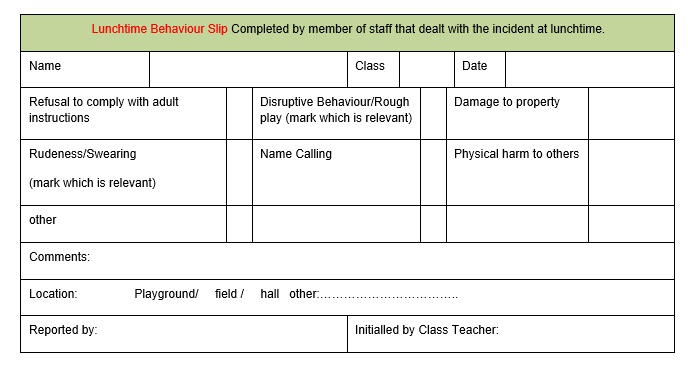 Lunchtime Behaviour Slip Completed by member of staff that dealt with the incident at lunchtime.
Name Class Date
Refusal to comply with adult
instructions
Disruptive Behaviour/Rough
play (mark which is relevant)
Damage to property
Rudeness/Swearing
(mark which is relevant)
Name Calling
Physical harm to others
other
Comments:
Location: Playground/ field / hall other:……………………………..
Reported by: Initialled by Class Teacher: